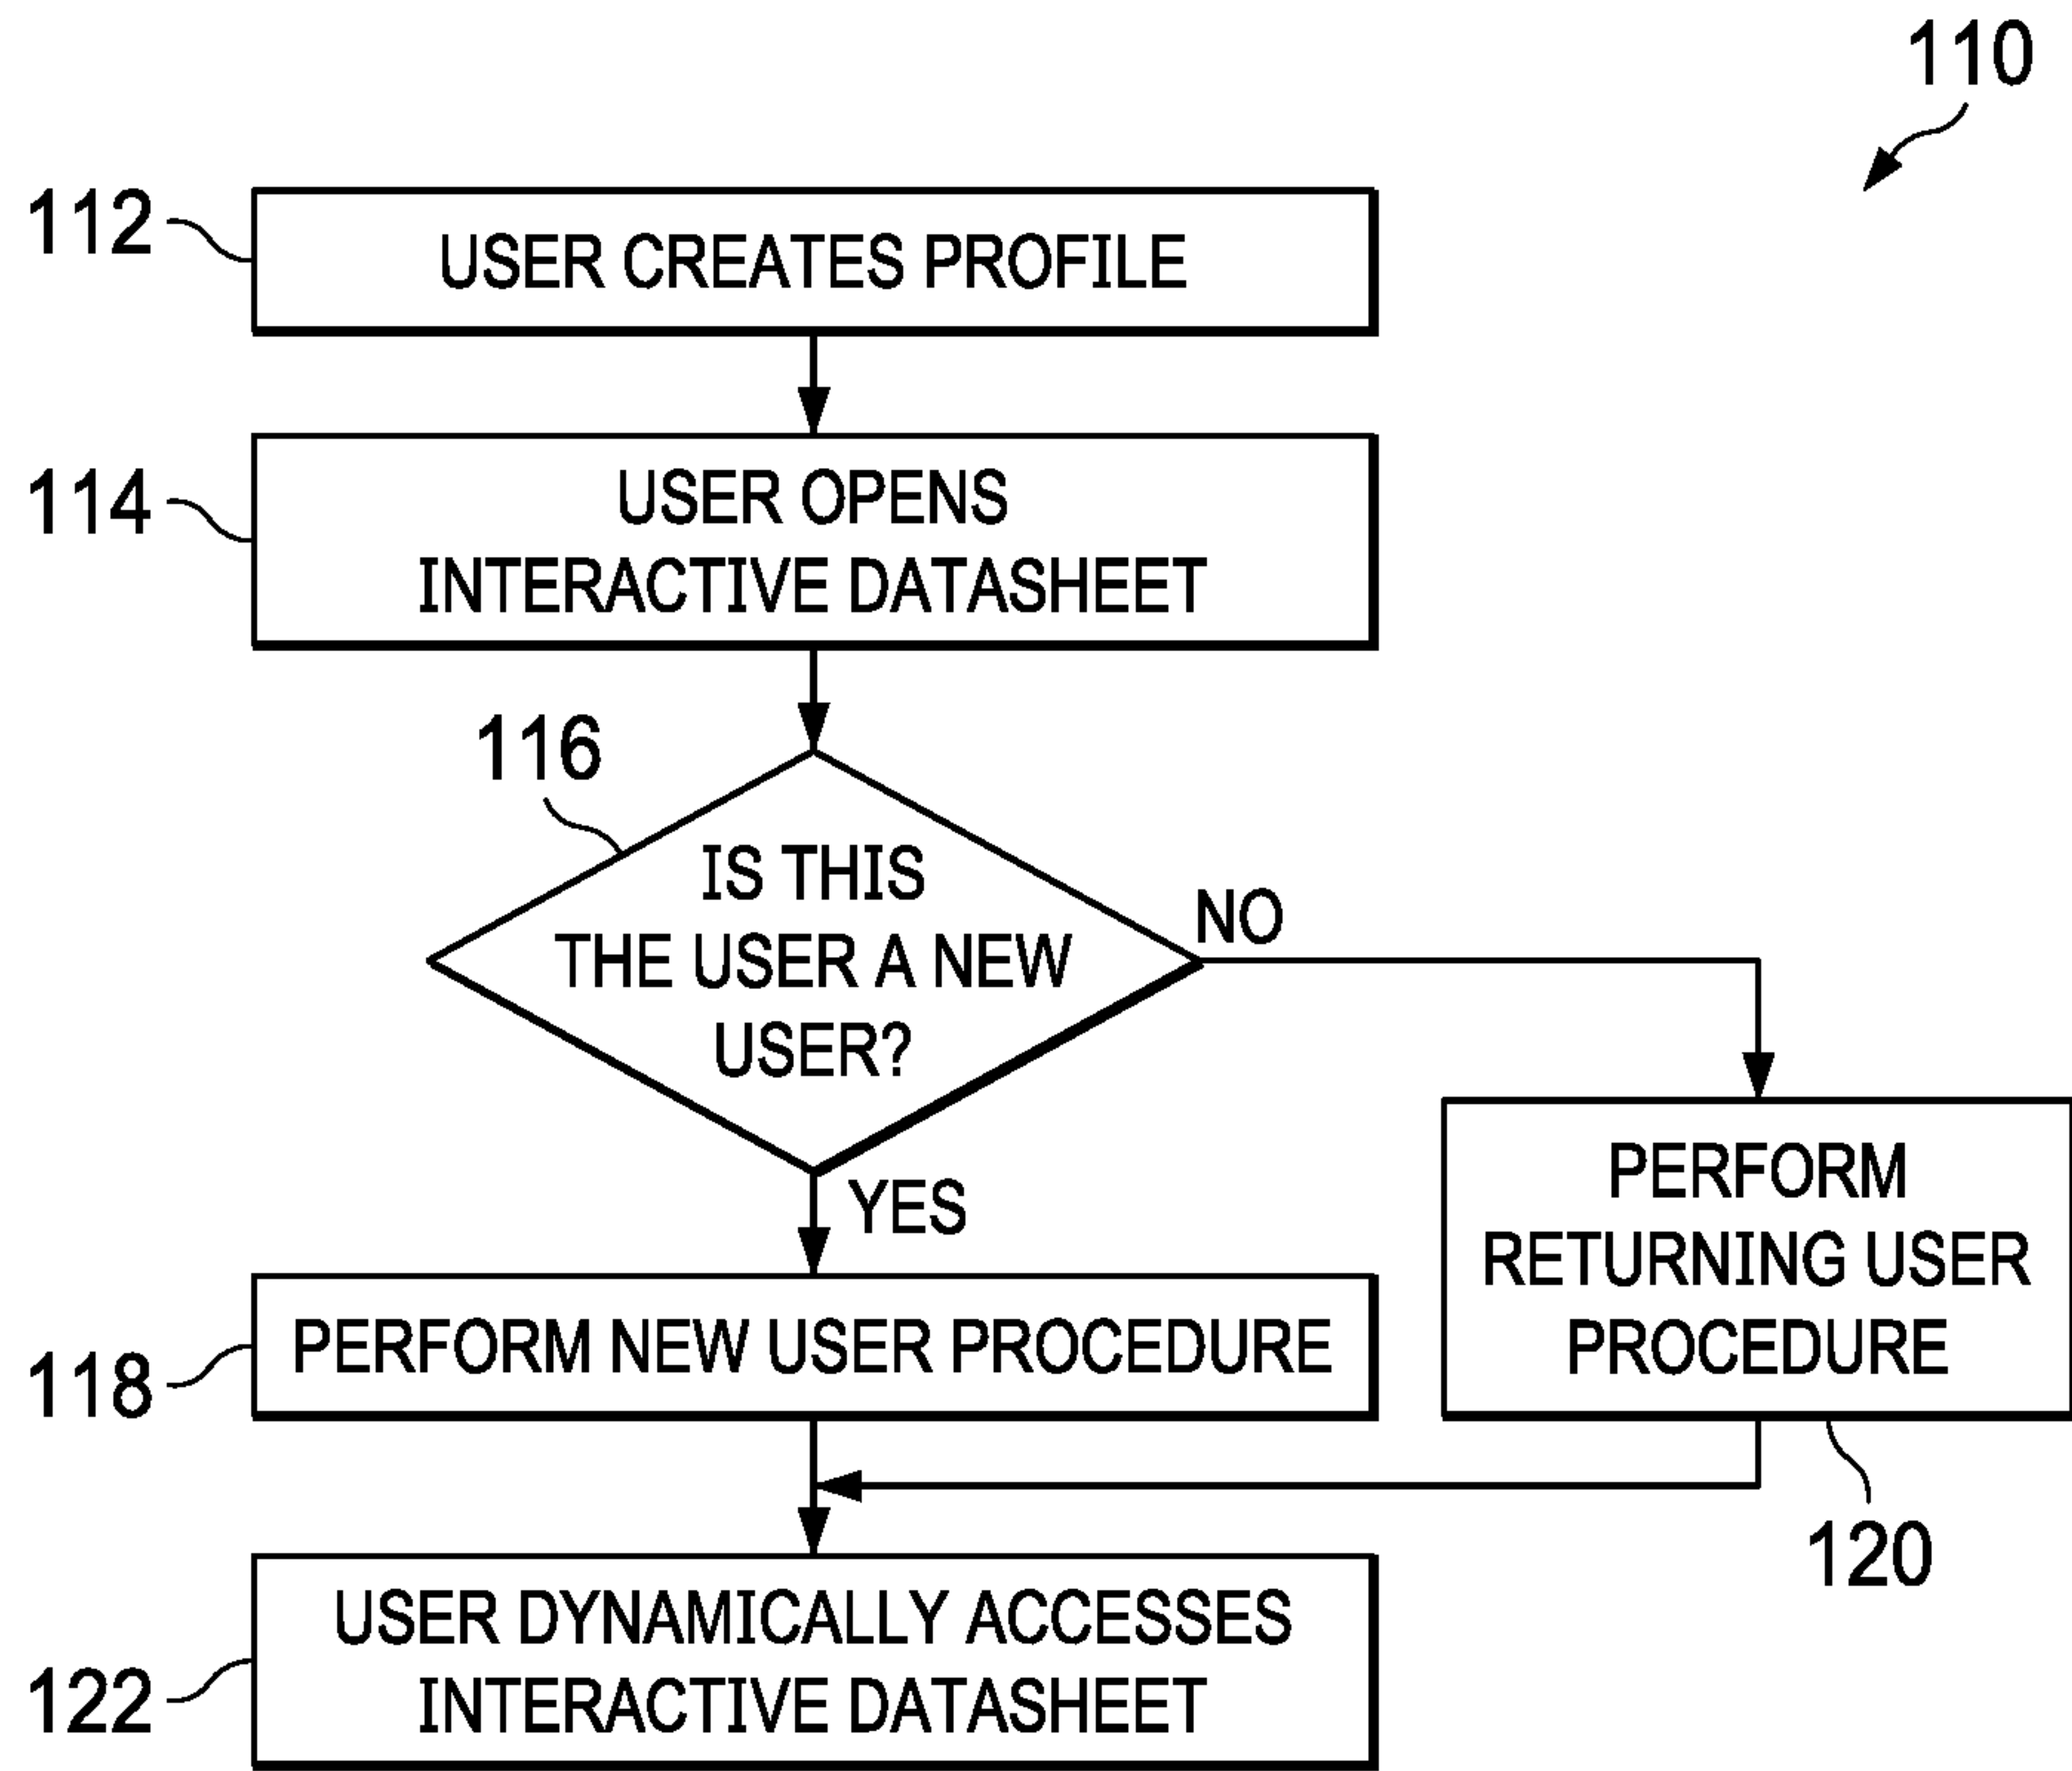 110
112
USER CREATES PROFILE
114
USER OPENS
INTERACTIVE DATASHEET
116
IS THIS
THE USER A NEW
USER?
NO
YES
PERFORM
RETURNING USER
PROCEDURE
118
PERFORM NEW USER PROCEDURE
120
122
USER DYNAMICALLY ACCESSES
INTERACTIVE DATASHEET